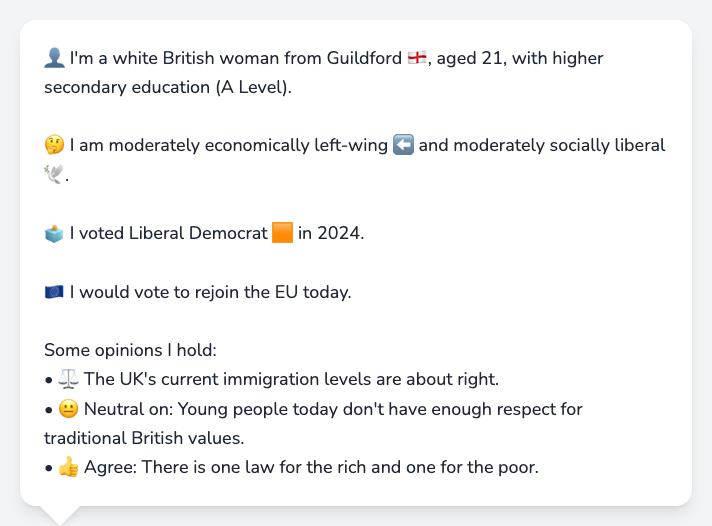 👤 I'm a white British woman from Guildford 🏴󠁧󠁢󠁥󠁮󠁧󠁿, aged 21, with higher
secondary education (A Level).
🤔 I am moderately economically left-wing ⬅️ and moderately socially liberal
🕊️.
🗳️ I voted Liberal Democrat 🟧 in 2024.
🇪🇺 I would vote to rejoin the EU today.
Some opinions I hold:
• ⚖️ The UK's current immigration levels are about right.
• 😐 Neutral on: Young people today don't have enough respect for
traditional British values.
• 👍 Agree: There is one law for the rich and one for the poor.